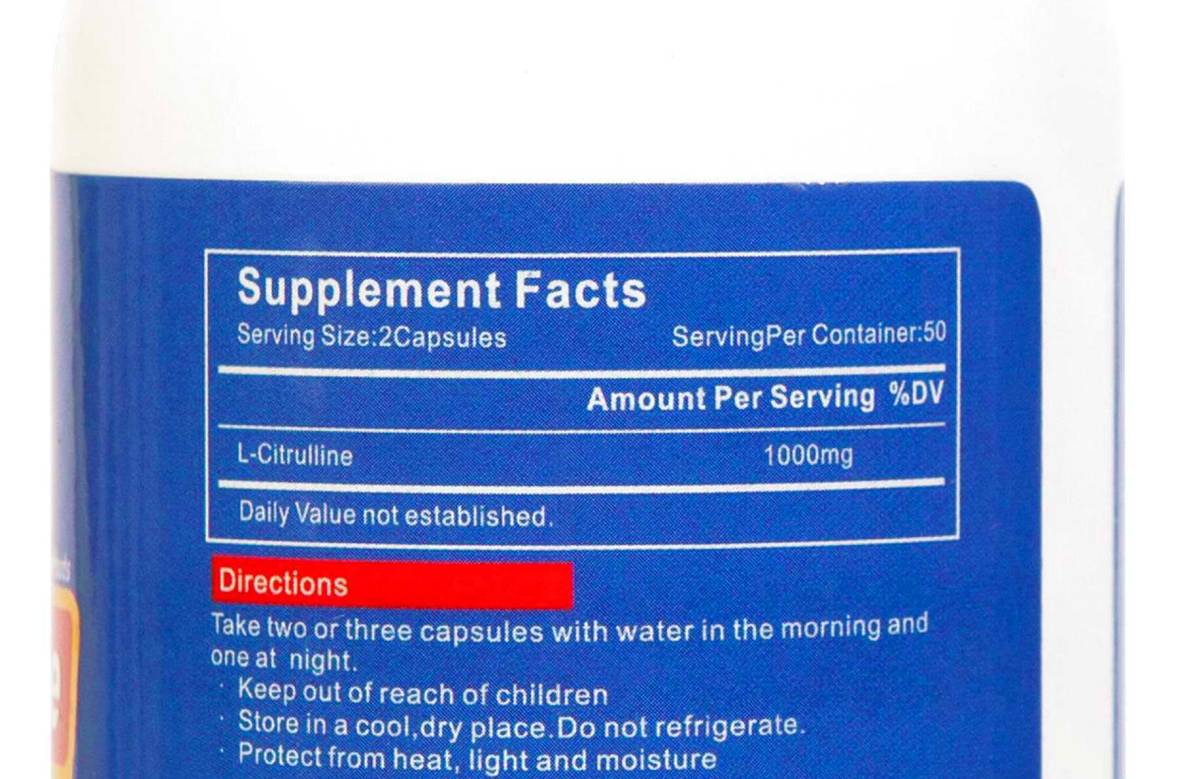 Supplement Facts
Serving Size:2Capsules ServingPer Container:50
Amount Per Serving %DV
L-Citrulline 1000mg
Daily Value not established.
Directions
Take two or three capsules with water in the morning and
one at night.
· Keep out of reach of children
· Store in a cool,dry place.Do not refrigerate.
· Protect from heat, light and moisture